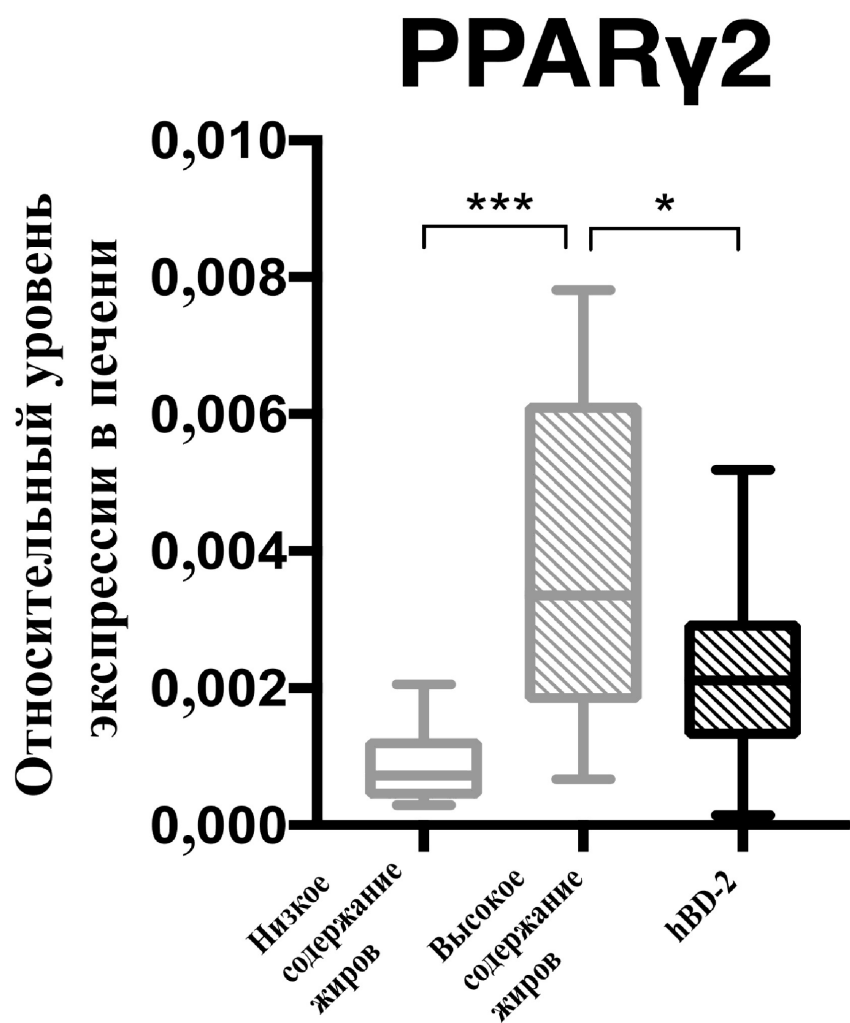 PPARγ2
Относительный уровень
экспрессии в печени
0,010
0,008
0,006
0,004
0,002
0,000
***
*
Низкое
содержание
жиров
Высокое
содержание
жиров
hBD-2